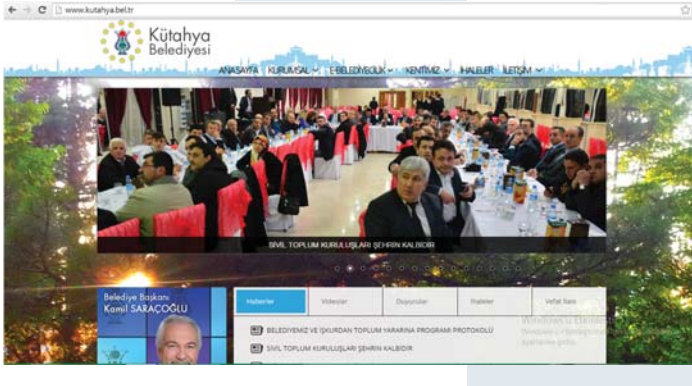 www.kutahya.bel.tr
Kütahya
Belediyesi
ANASAYFA KURUMSAL E-BELEDİYECİLİK KENTİMİZ İHALELER İLETİŞİM
SİVİL TOPLUM KURULUŞLARI ŞEHRİN KALBİDİR
Belediye Başkanı
Kamil SARAÇOĞLU
Haberler Videolar Duyurular İhaleler Vefat İlanı
BELEDİYEMİZ VE İŞKURDAN TOPLUM YARARINA PROGRAMI PROTOKOLÜ
SİVİL TOPLUM KURULUŞLARI ŞEHRİN KALBİDİR